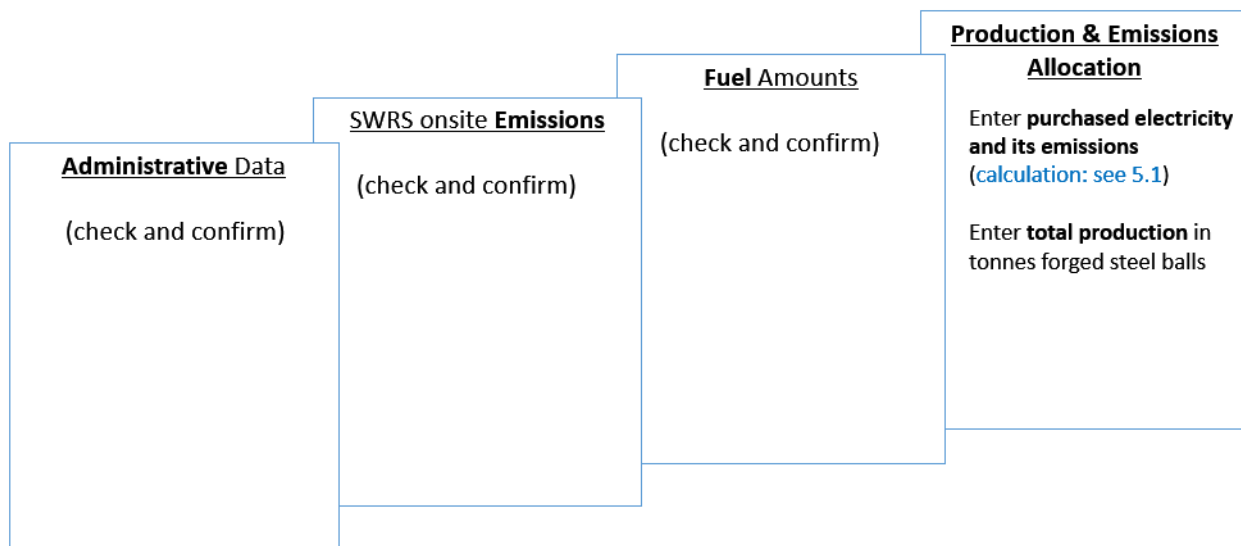 Administrative Data
(check and confirm)
SWRS onsite Emissions
(check and confirm)
Fuel Amounts
(check and confirm)
Production & Emissions
Allocation
Enter purchased electricity
and its emissions
(calculation: see 5.1)
Enter total production in
tonnes forged steel balls